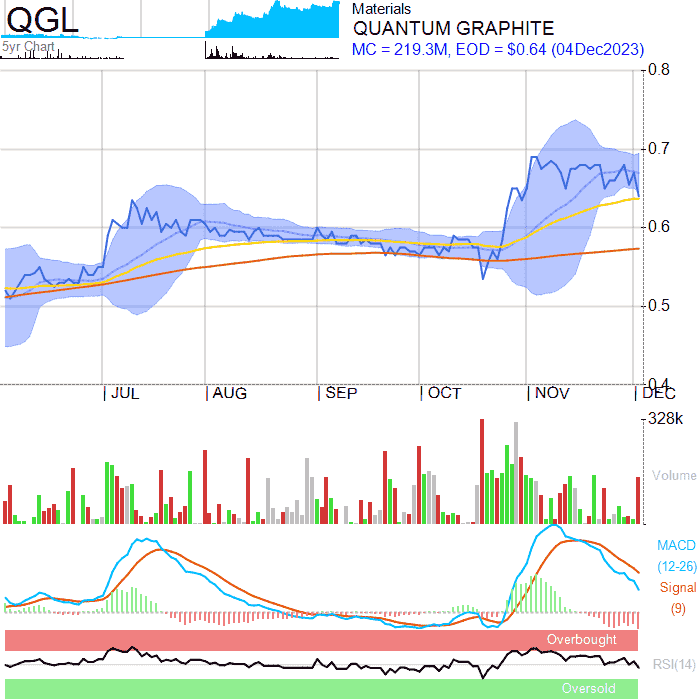 QGL
5yr Chart
Materials
QUANTUM GRAPHITE
MC = 219.3M, EOD = $0.64 (04Dec2023)
0.8
0.7
0.6
0.5
0.4
JUL
AUG
SEP
OCT
NOV
DEC
328k
Volume
MACD
(12-26)
Signal
(9)
Overbought
RSI(14)
Oversold